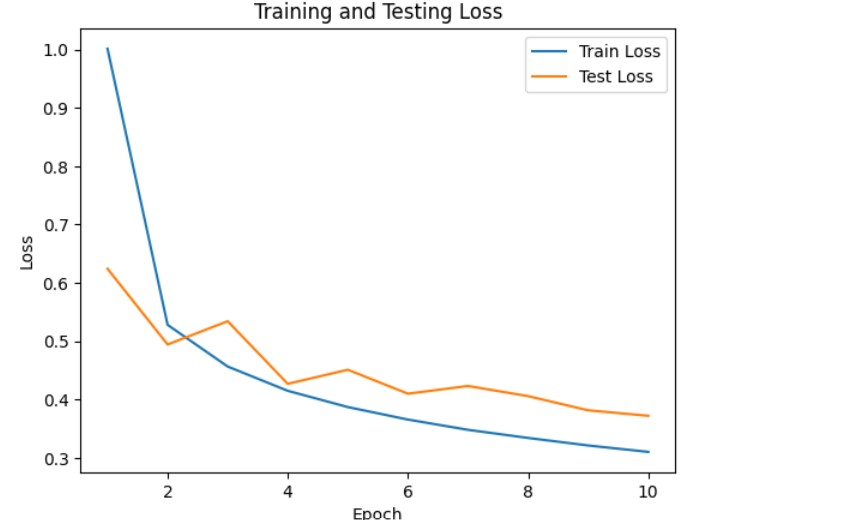 Training and Testing Loss
Train Loss
Test Loss
1.0
0.9
0.8
0.7
0.6
0.5
0.4
0.3
Loss
2 4 6 8 10
Epoch